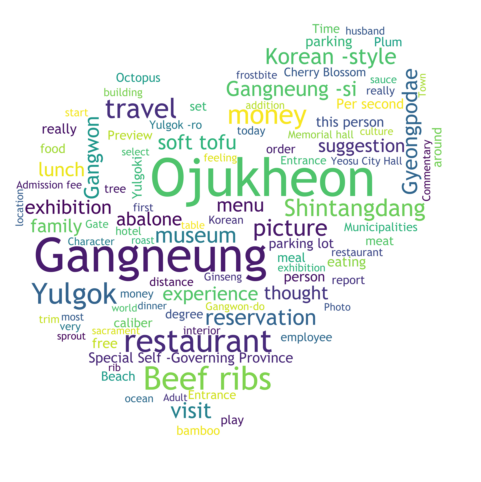 Time husband
parking Plum
Korean -style
Octopus frostbite Cherry Blossom sauce Town
building Gangneung -si really Gyeongpodae
start travel set money Per second
really Preview Yulgok -ro addition this person culture
Gangwon today Memorial hall
food select soft tofu suggestion around
lunch Yulgoki feeling order Entrance Yeosu City Hall Commentary
Admission fee tree Ojukheon
location exhibition first abalone menu Korean Shintangdang
family Gate hotel museum picture Municipalities
Character roast table parking lot restaurant meat
Gangneung meal exhibition eating
distance Ginseng person report
Yulgok money experience thought
most world dinner Gangwon-do Photo
trim very caliber degree reservation
sprout free sacrament restaurant interior employee
Special Self -Governing Province
rib Beef ribs
Beach Adult Entrance
ocean visit play
bamboo